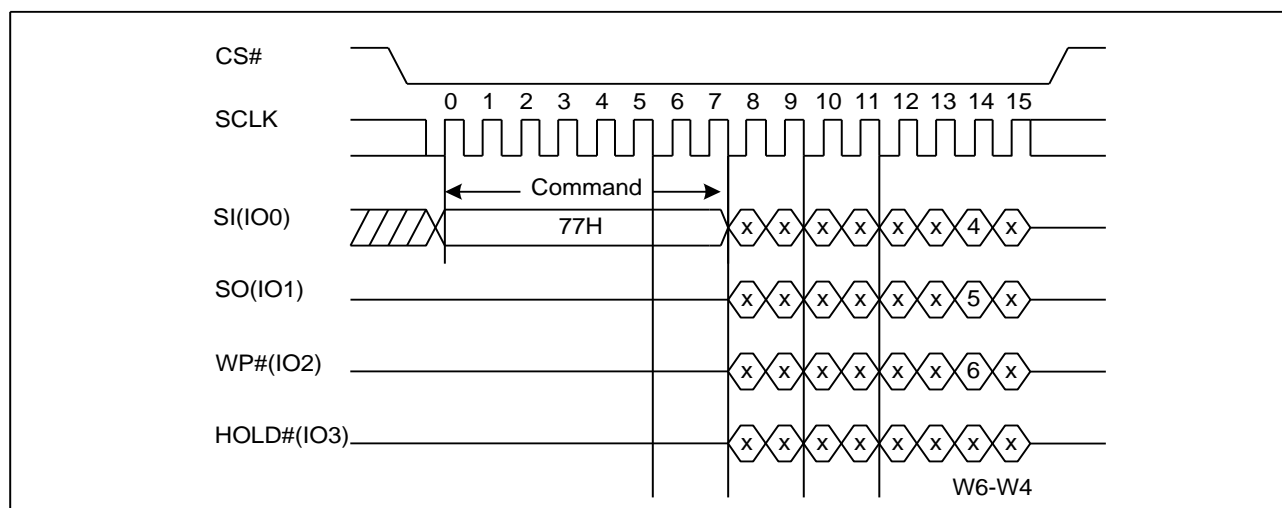 CS#
0 1 2 3 4 5 6 7 8 9 10 11 12 13 14 15
SCLK
Command
SI(IO0) 77H x x x x x x 4 x
SO(IO1) x x x x x x 5 x
WP#(IO2) x x x x x x 6 x
HOLD#(IO3) x x x x x x x x
W6-W4